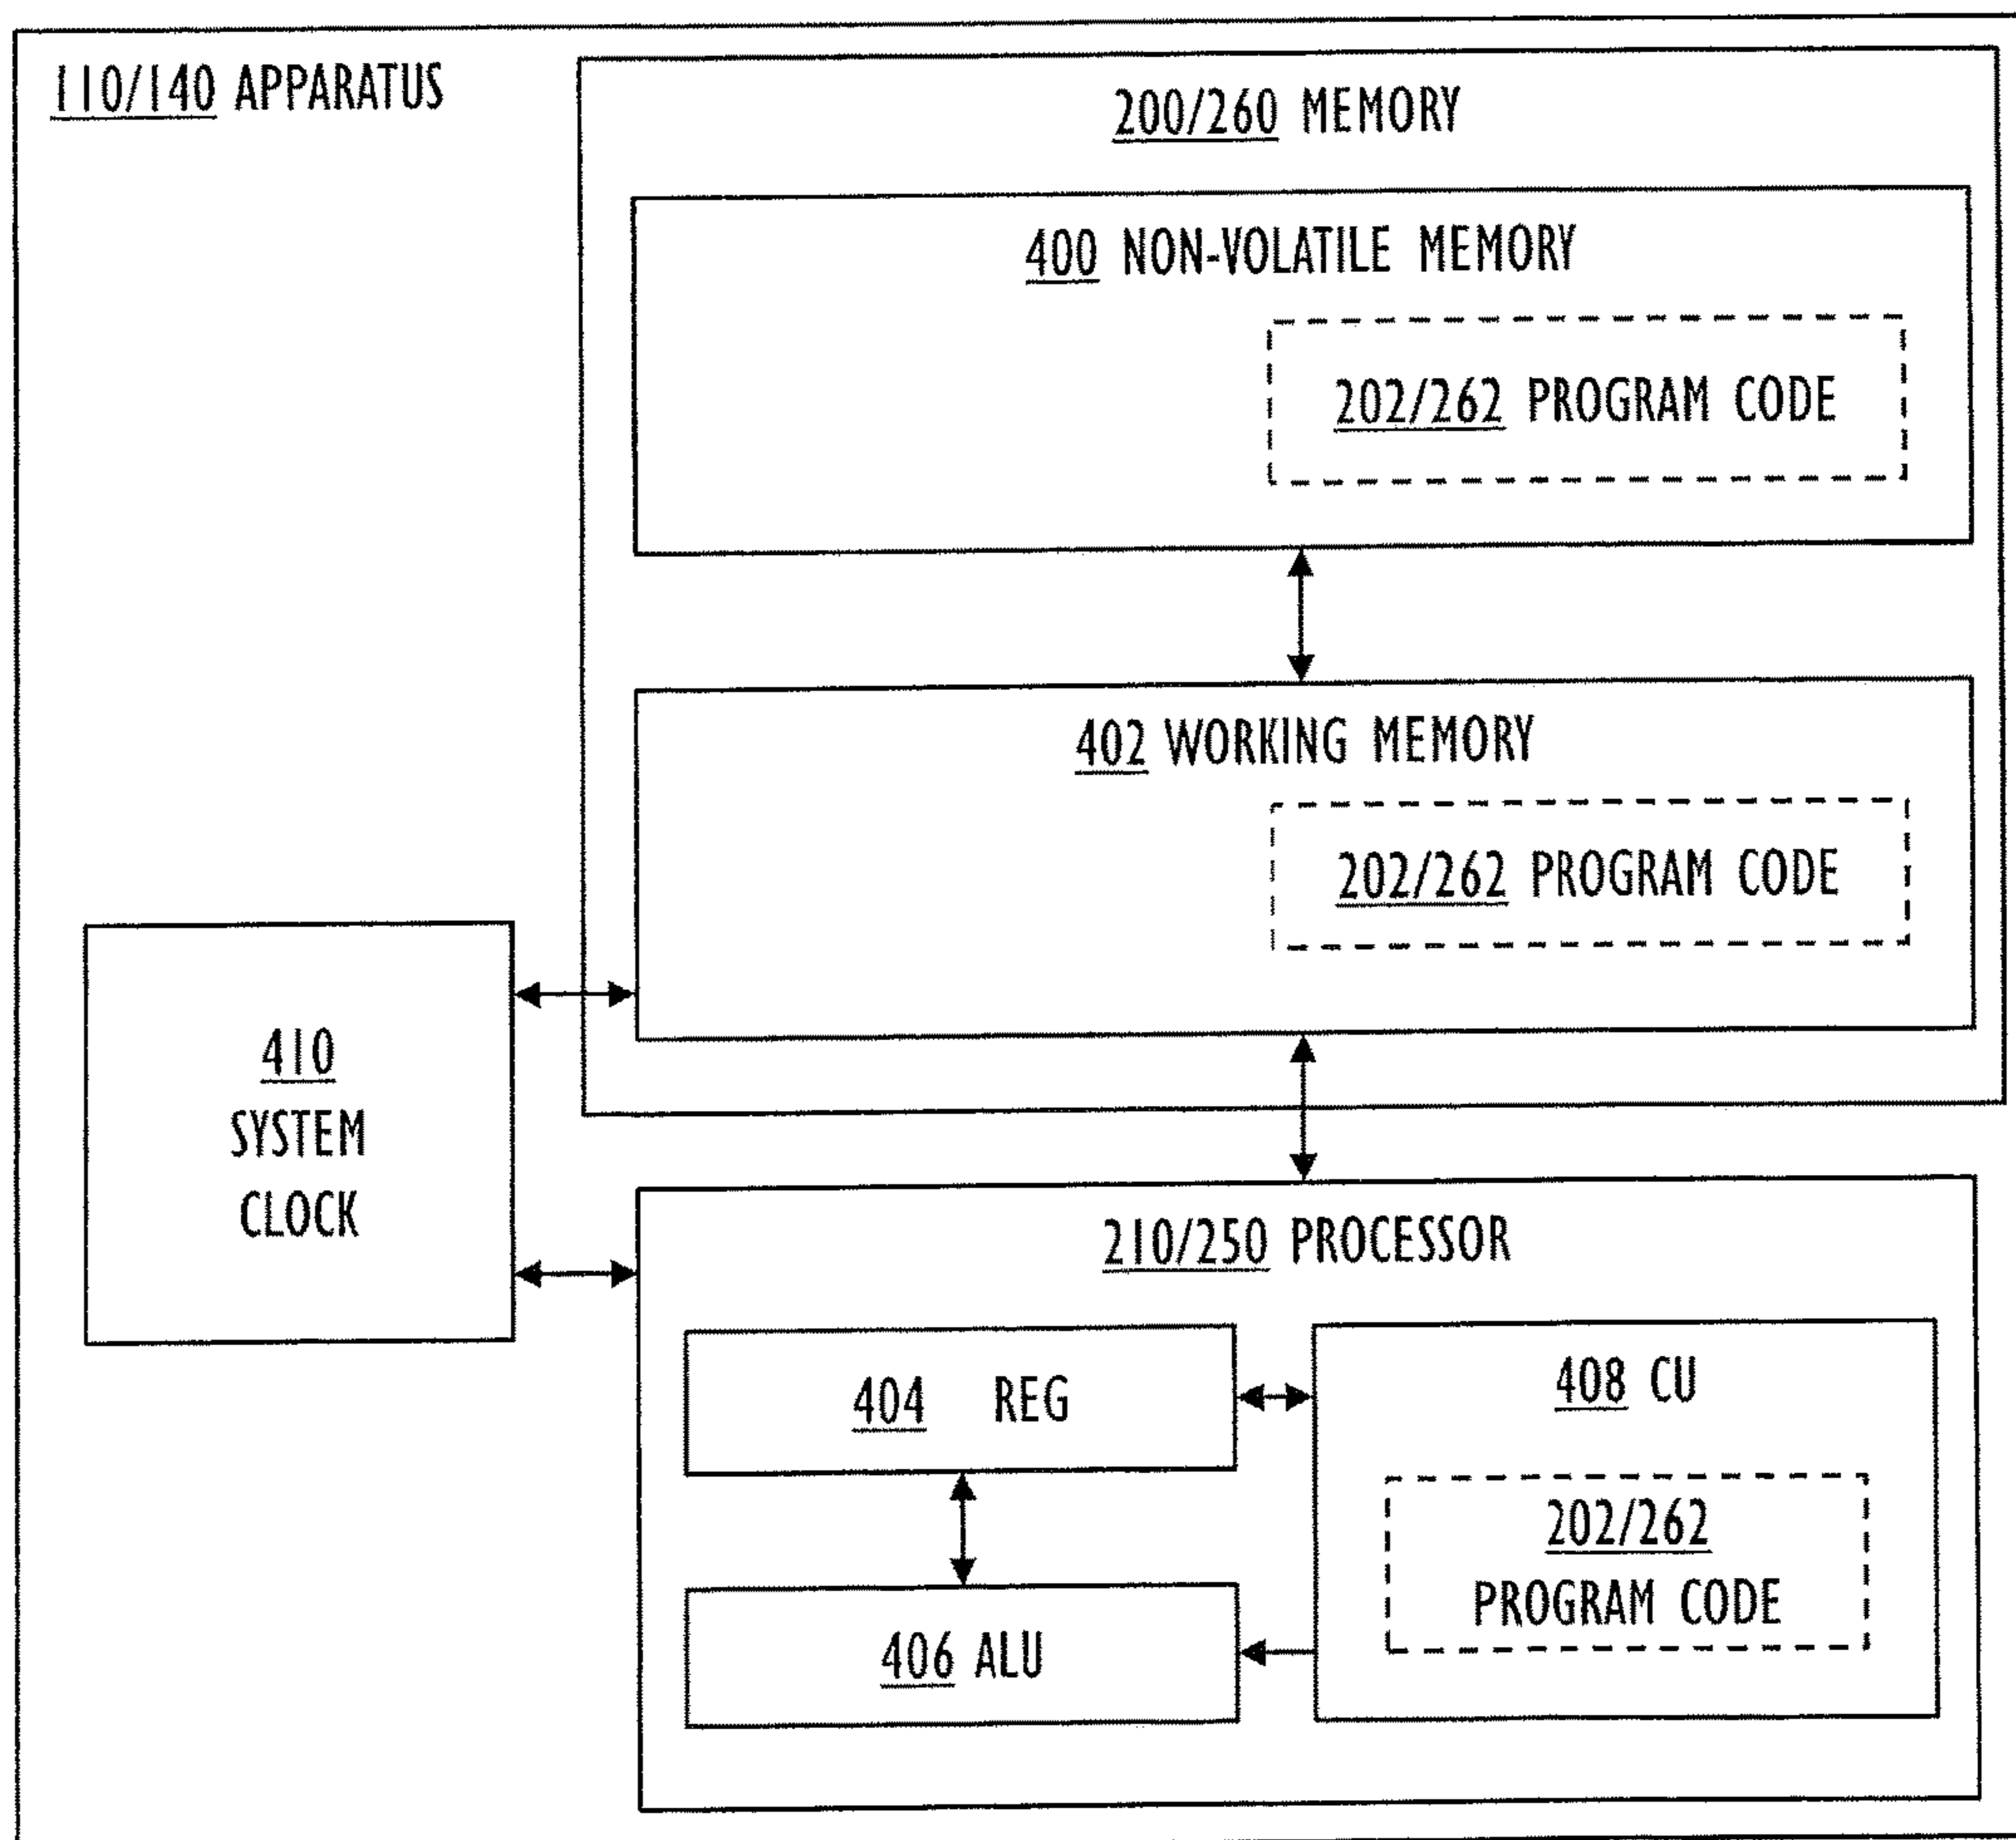 110/140 APPARATUS
200/260 MEMORY
400 NON-VOLATILE MEMORY
202/262 PROGRAM CODE
402 WORKING MEMORY
202/262 PROGRAM CODE
410
SYSTEM
CLOCK
210/250 PROCESSOR
404 REG
408 CU
202/262
PROGRAM CODE
406 ALU